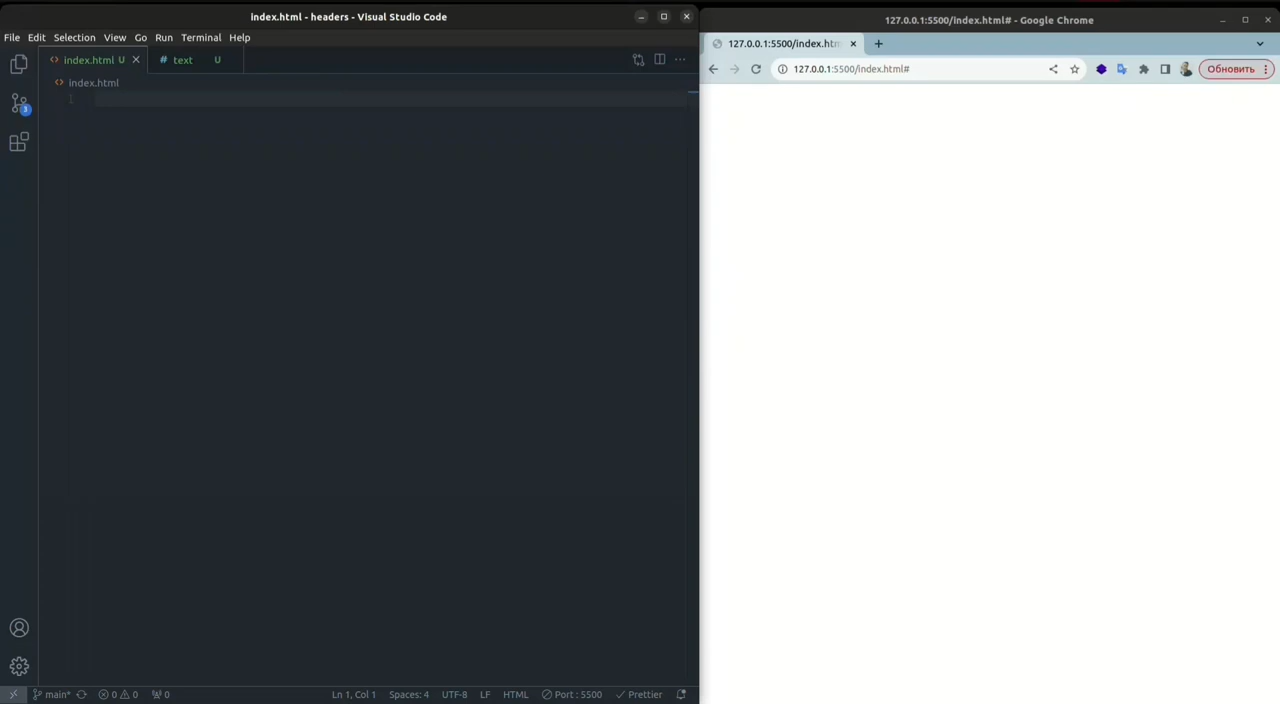 index.html - headers - Visual Studio Code
File Edit Selection View Go Run Terminal Help
<> index.html U × # text U
<> index.html
1
3
main* 0 0 0 Ln 1, Col 1 Spaces: 4 UTF-8 LF HTML Port : 5500 Prettier
127.0.0.1:5500/index.html# - Google Chrome
127.0.0.1:5500/index.htm
127.0.0.1:5500/index.html# Обновить